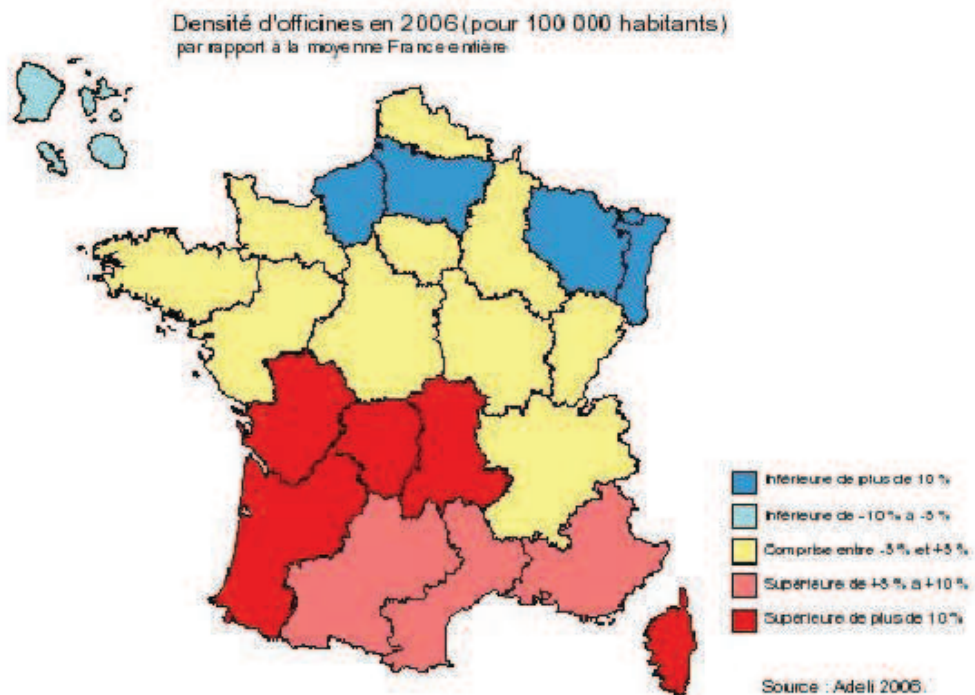 Densité d'officines en 2006 (pour 100 000 habitants)
par rapport à la moyenne France entière
Inférieure de plus de 10 %
Inférieure de -10 % à -5 %
Comprise entre -5 % et +5 %
Supérieure de +5 % à +10 %
Supérieure de plus de 10 %
Source : Adeli 2006.